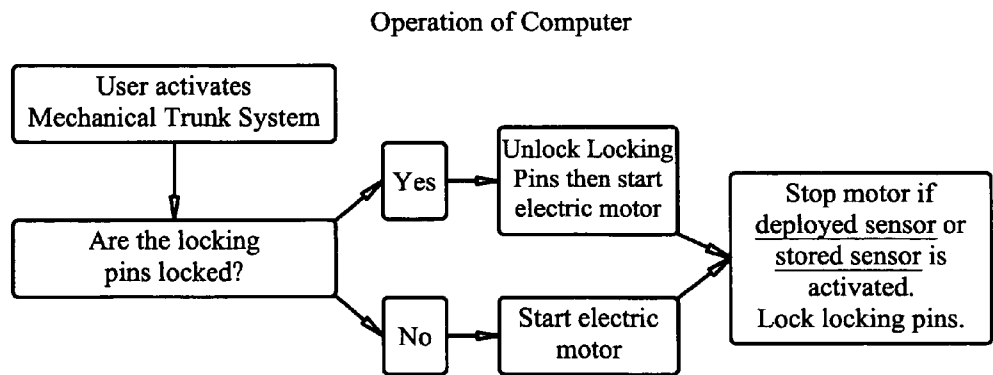 Operation of Computer
User activates
Mechanical Trunk System
Are the locking
pins locked?
Yes
Unlock Locking
Pins then start
electric motor
No
Start electric
motor
Stop motor if
deployed sensor or
stored sensor is
activated.
Lock locking pins.